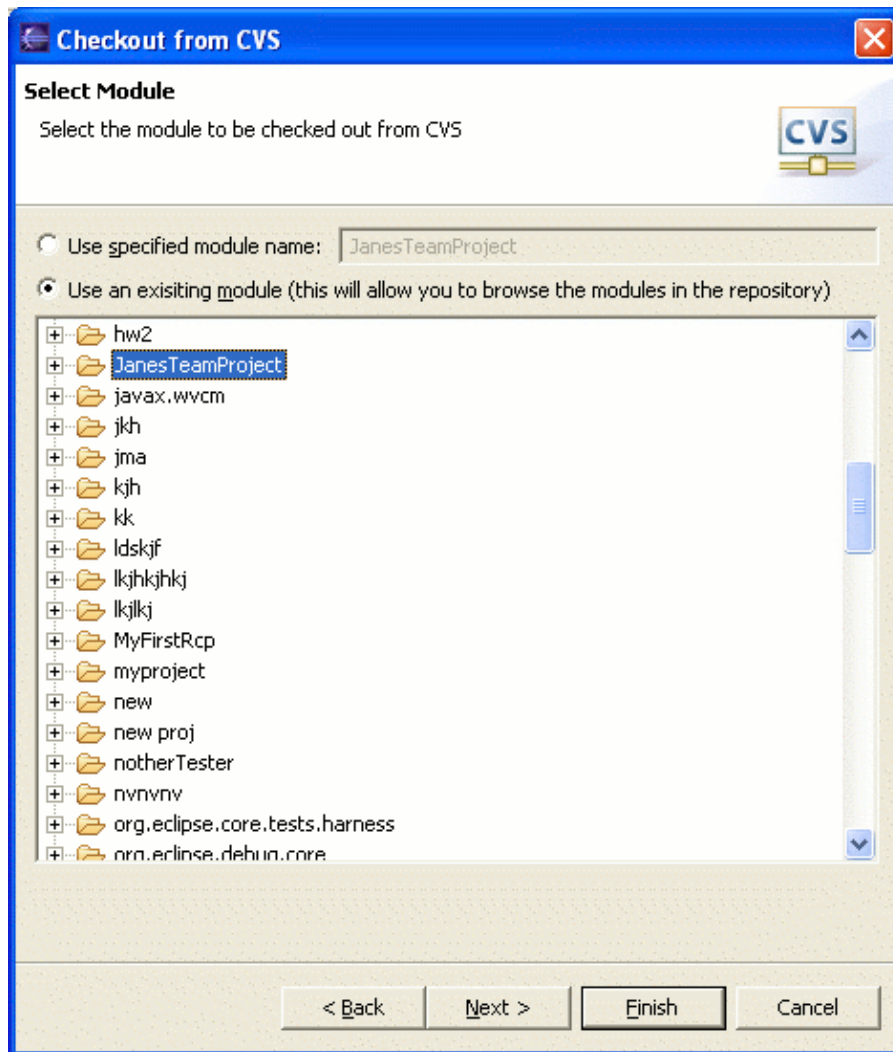 Checkout from CVS
Select Module
Select the module to be checked out from CVS
CVS
Use specified module name: JanesTeamProject
Use an exisiting module (this will allow you to browse the modules in the repository)
hw2
JanesTeamProject
javax.wvcm
jkh
jma
kjh
kk
ldskjf
lkjhkjhkj
lkjlkj
MyFirstRcp
myproject
new
new proj
notherTester
nvnvnv
org.eclipse.core.tests.harness
org.eclipse.debug.core
< Back Next > Finish Cancel